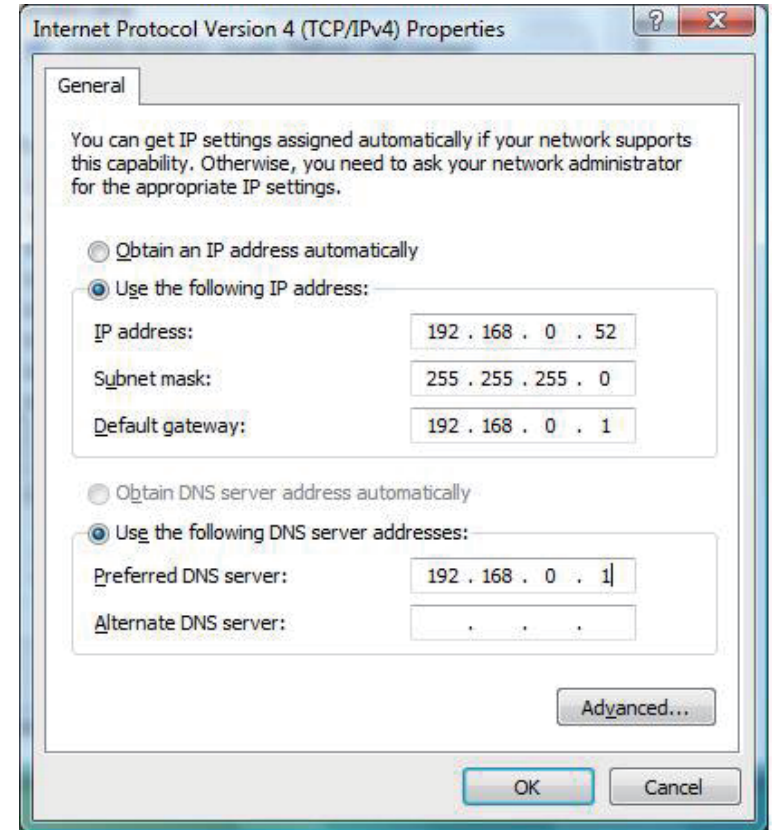 Internet Protocol Version 4 (TCP/IPv4) Properties
?
X
General
You can get IP settings assigned automatically if your network supports
this capability. Otherwise, you need to ask your network administrator
for the appropriate IP settings.
Obtain an IP address automatically
Use the following IP address:
IP address: 192 . 168 . 0 . 52
Subnet mask: 255 . 255 . 255 . 0
Default gateway: 192 . 168 . 0 . 1
Obtain DNS server address automatically
Use the following DNS server addresses:
Preferred DNS server: 192 . 168 . 0 . 1
Alternate DNS server: . . .
Advanced...
OK Cancel